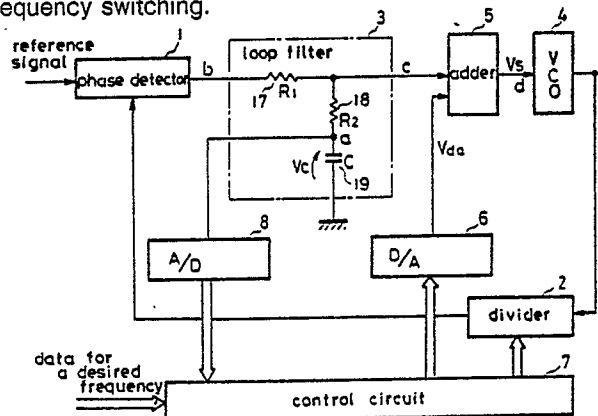 equency switching.
reference
signal
1
phase detector
b
loop filter
3
17
R1
18
R2
a
Vc
C
19
c
5
adder
Vs
d
4
V
C
O
Vda
8
A/D
6
D/A
2
divider
data for
a desired
frequency
7
control circuit